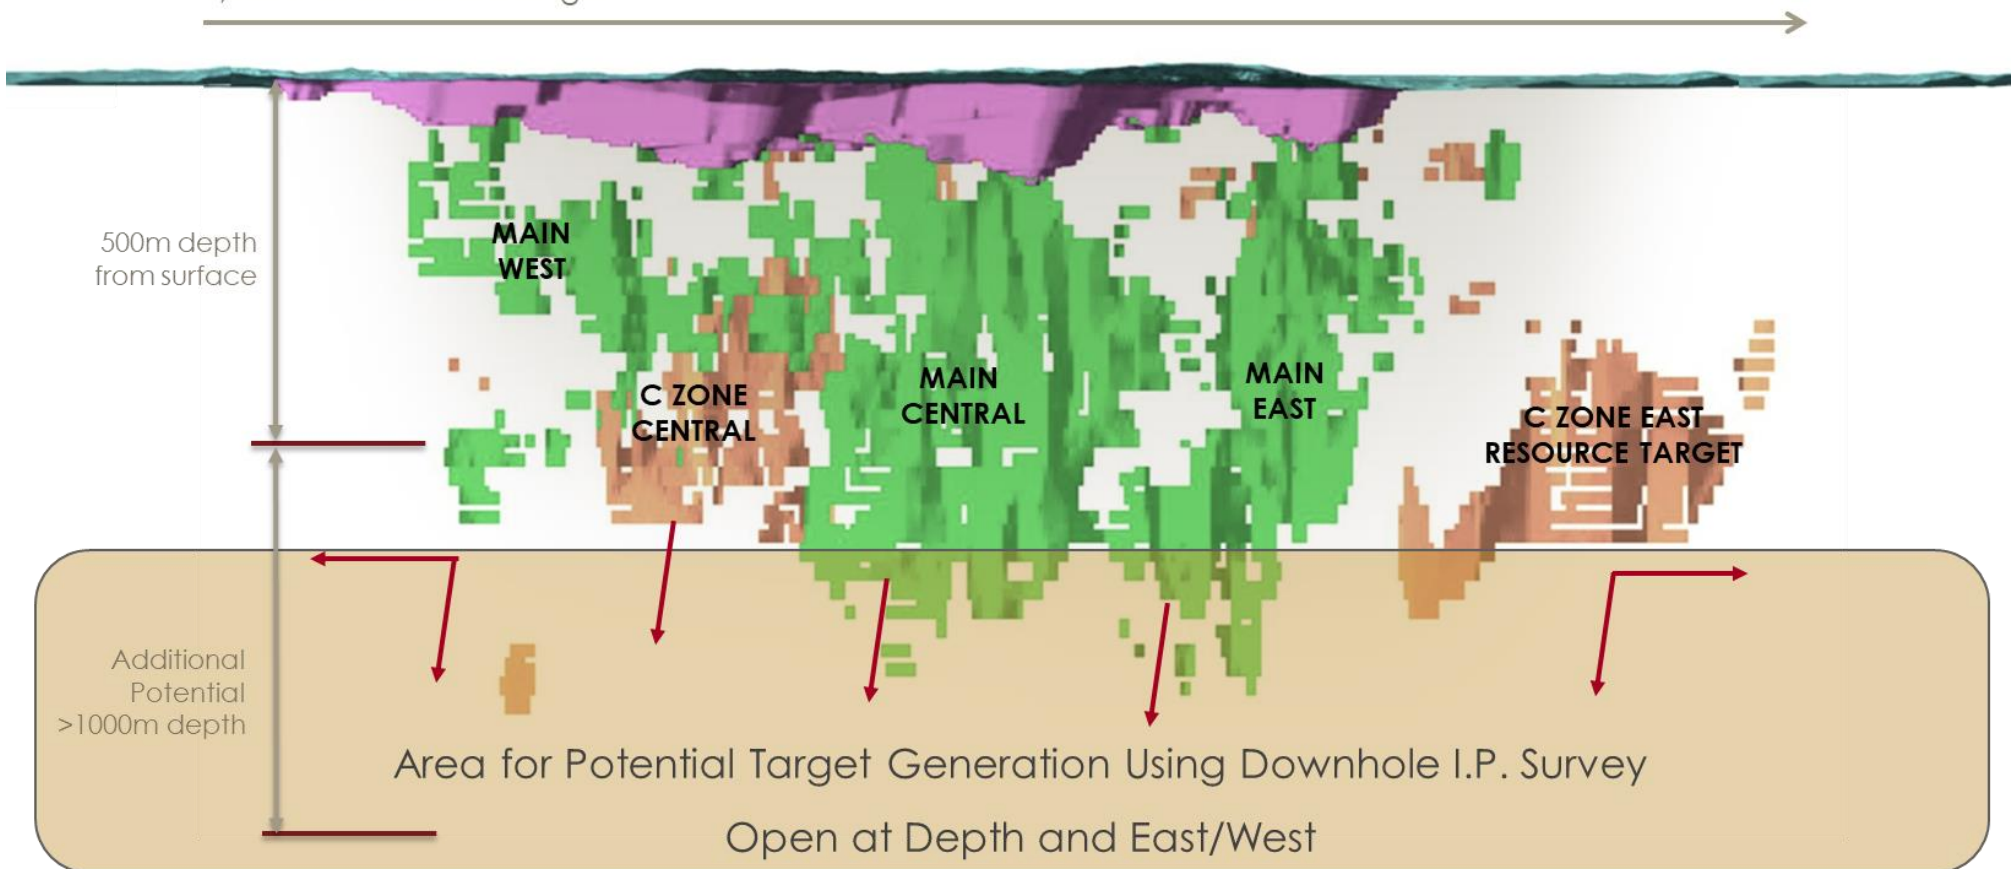 500m depth
from surface
MAIN
WEST
C ZONE
CENTRAL
MAIN
CENTRAL
MAIN
EAST
C ZONE EAST
RESOURCE TARGET
Additional
Potential
>1000m depth
Area for Potential Target Generation Using Downhole I.P. Survey
Open at Depth and East/West